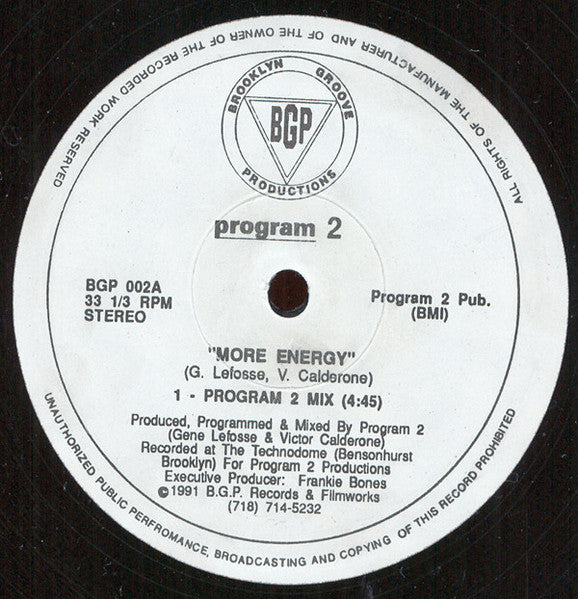 ALL RIGHTS OF THE MANUFACTURER AND OF THE OWNER OF THE RECORDED WORK RESERVED
BROOKLYN GROOVE
BGP
PRODUCTIONS
program 2
BGP 002A
33 1/3 RPM
STEREO
Program 2 Pub.
(BMI)
"MORE ENERGY"
(G. Lefosse, V. Calderone)
1 - PROGRAM 2 MIX (4:45)
Produced, Programmed & Mixed By Program 2
(Gene Lefosse & Victor Calderone)
Recorded at The Technodome (Bensonhurst
Brooklyn) For Program 2 Productions
Executive Producer: Frankie Bones
©1991 B.G.P. Records & Filmworks
(718) 714-5232
UNAUTHORIZED PUBLIC PERFROMANCE, BROADCASTING AND COPYING OF THIS RECORD PROHIBITED